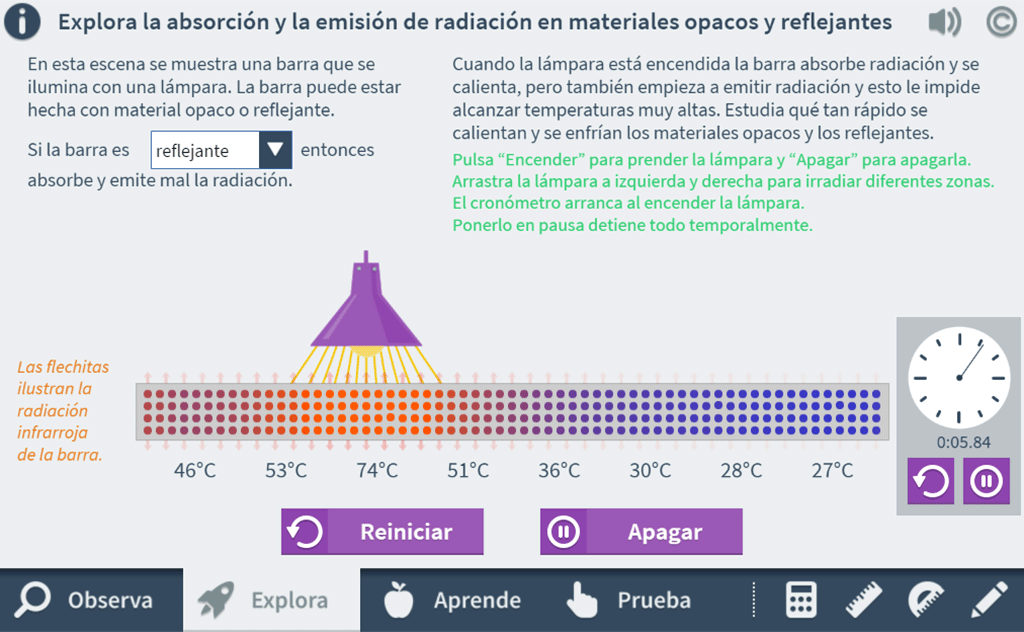 Explora la absorción y la emisión de radiación en materiales opacos y reflejantes
En esta escena se muestra una barra que se
ilumina con una lámpara. La barra puede estar
hecha con material opaco o reflejante.
Si la barra es reflejante entonces
absorbe y emite mal la radiación.
Cuando la lámpara está encendida la barra absorbe radiación y se
calienta, pero también empieza a emitir radiación y esto le impide
alcanzar temperaturas muy altas. Estudia qué tan rápido se
calientan y se enfrían los materiales opacos y los reflejantes.
Pulsa “Encender” para prender la lámpara y “Apagar” para apagarla.
Arrastra la lámpara a izquierda y derecha para irradiar diferentes zonas.
El cronómetro arranca al encender la lámpara.
Ponerlo en pausa detiene todo temporalmente.
Las flechitas
ilustran la
radiación
infrarroja
de la barra.
46°C 53°C 74°C 51°C 36°C 30°C 28°C 27°C
0:05.84
Reiniciar Apagar
Observa Explora Aprende Prueba